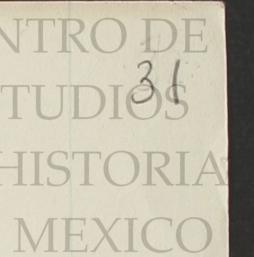 NTRO DE
31
TUDIOS
HISTORIA
MEXICO